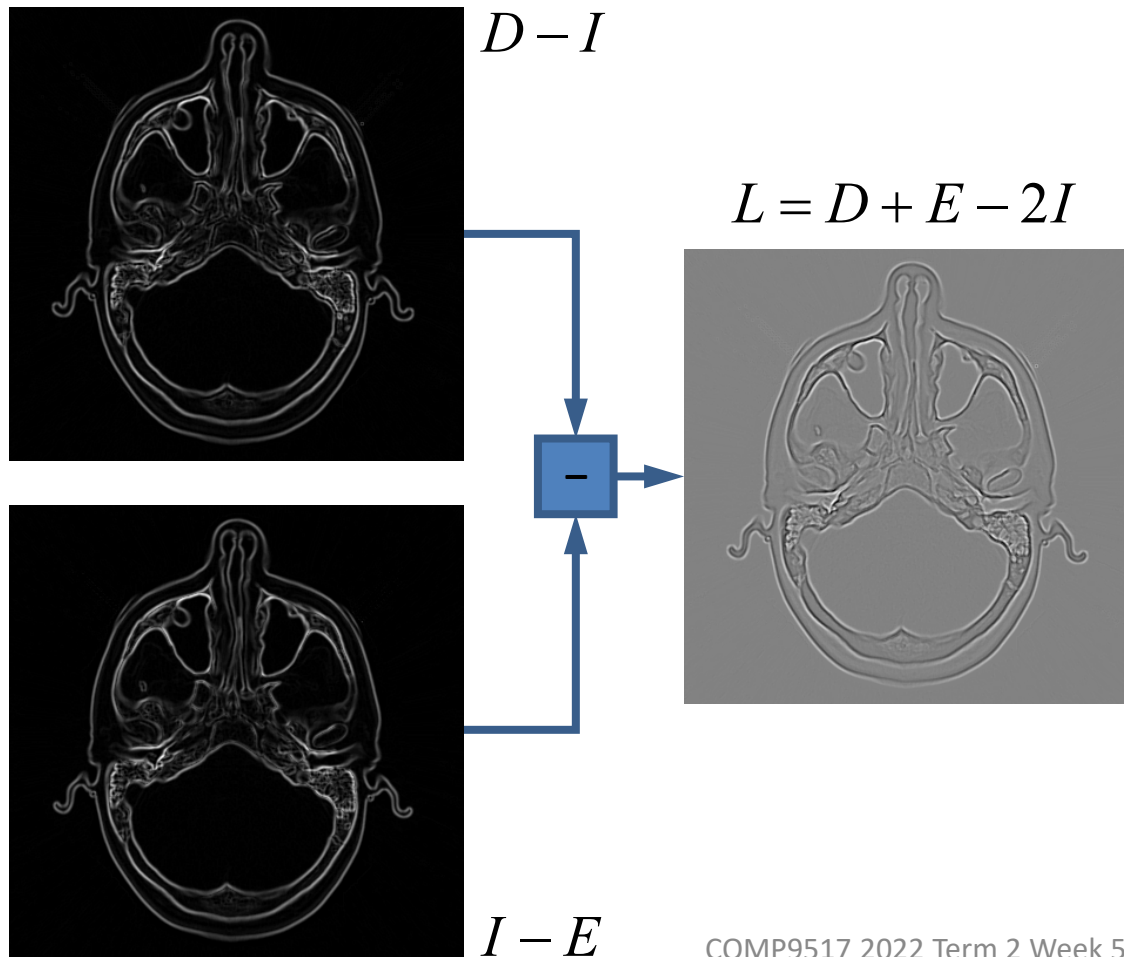 D − I
L = D + E − 2I
−
I − E
COMP9517 2022 Term 2 Week 5